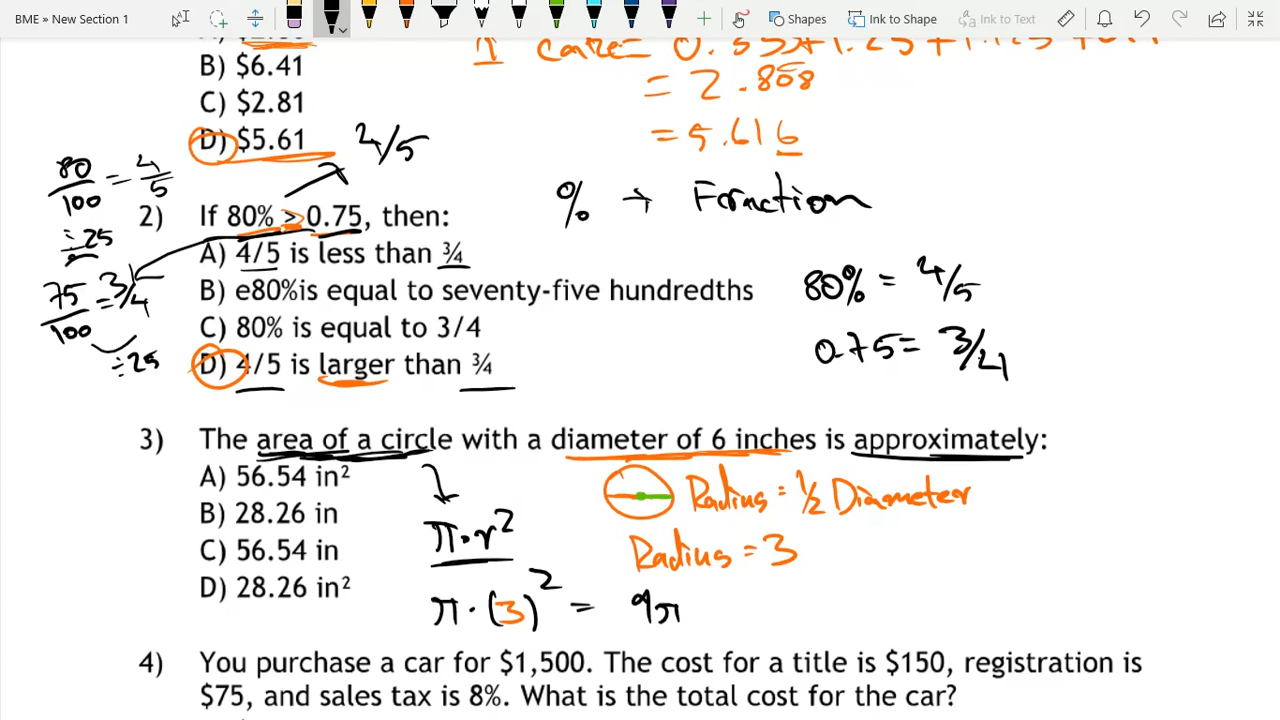 BME » New Section 1
Shapes
Ink to Shape
Ink to Text
B) $6.41
= 2.808
C) $2.81
= 5.616
D) $5.61
4/5
80/100 = 4/5
% → Fraction
2) If 80% > 0.75, then:
÷25
A) 4/5 is less than ¾
75/100 = 3/4
80% = 4/5
B) e80%is equal to seventy-five hundredths
C) 80% is equal to 3/4
0.75 = 3/4
÷25
D) 4/5 is larger than ¾
3) The area of a circle with a diameter of 6 inches is approximately:
A) 56.54 in²
Radius = 1/2 Diameter
B) 28.26 in
π·r²
C) 56.54 in
Radius = 3
D) 28.26 in²
π·(3)² = 9π
4) You purchase a car for $1,500. The cost for a title is $150, registration is
$75, and sales tax is 8%. What is the total cost for the car?